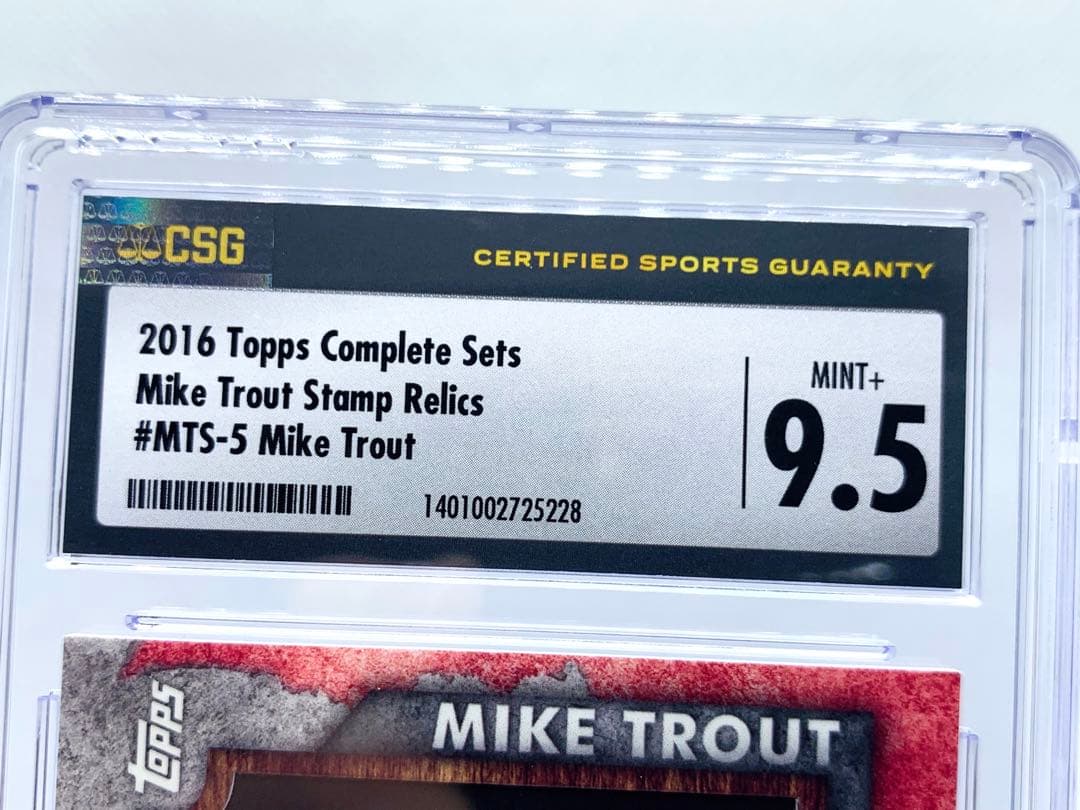 CSG
CERTIFIED SPORTS GUARANTY
2016 Topps Complete Sets
Mike Trout Stamp Relics
#MTS-5 Mike Trout
1401002725228
MINT+
9.5
topps
MIKE TROUT